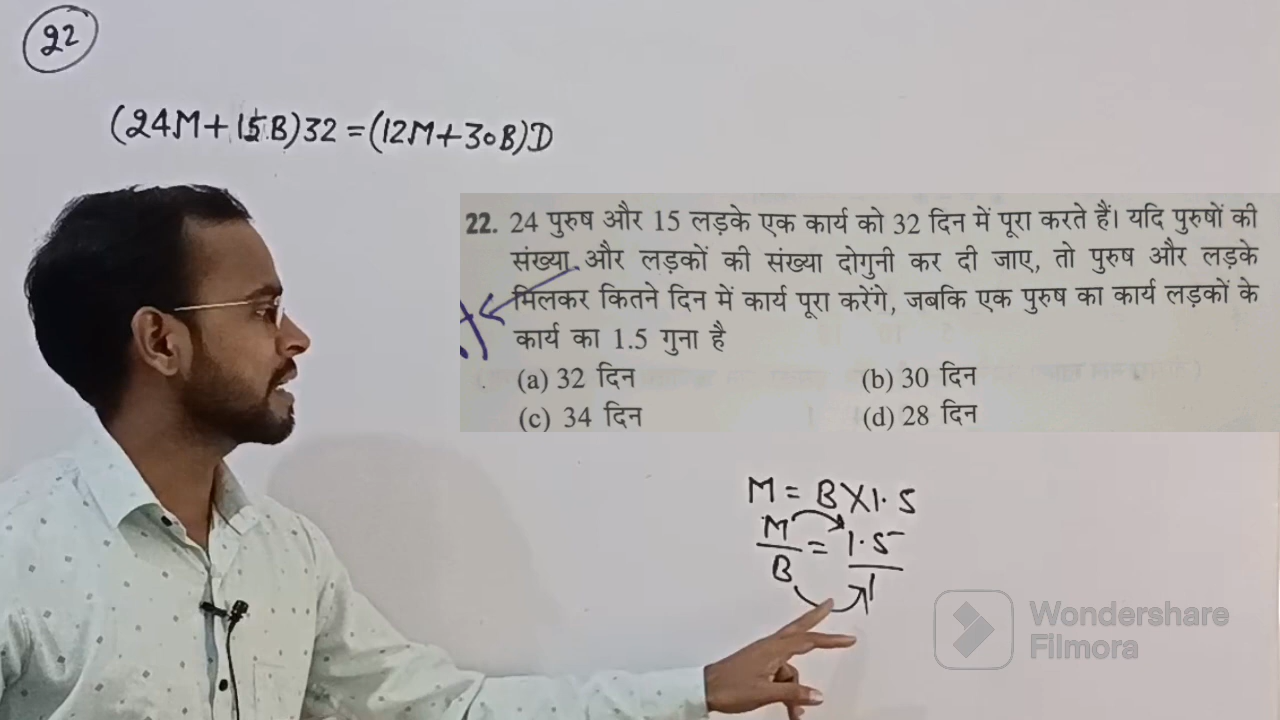 22
(24M+15B)32=(12M+30B)D
22. 24 पुरुष और 15 लड़के एक कार्य को 32 दिन में पूरा करते हैं। यदि पुरुषों की
संख्या और लड़कों की संख्या दोगुनी कर दी जाए, तो पुरुष और लड़के
मिलकर कितने दिन में कार्य पूरा करेंगे, जबकि एक पुरुष का कार्य लड़कों के
कार्य का 1.5 गुना है
(a) 32 दिन (b) 30 दिन
(c) 34 दिन (d) 28 दिन
M = B×1.5
M/B = 1.5/1
Wondershare
Filmora